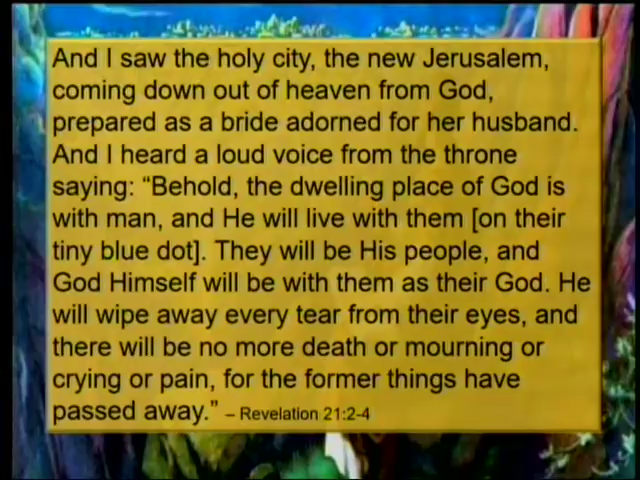 And I saw the holy city, the new Jerusalem,
coming down out of heaven from God,
prepared as a bride adorned for her husband.
And I heard a loud voice from the throne
saying: “Behold, the dwelling place of God is
with man, and He will live with them [on their
tiny blue dot]. They will be His people, and
God Himself will be with them as their God. He
will wipe away every tear from their eyes, and
there will be no more death or mourning or
crying or pain, for the former things have
passed away.” – Revelation 21:2-4